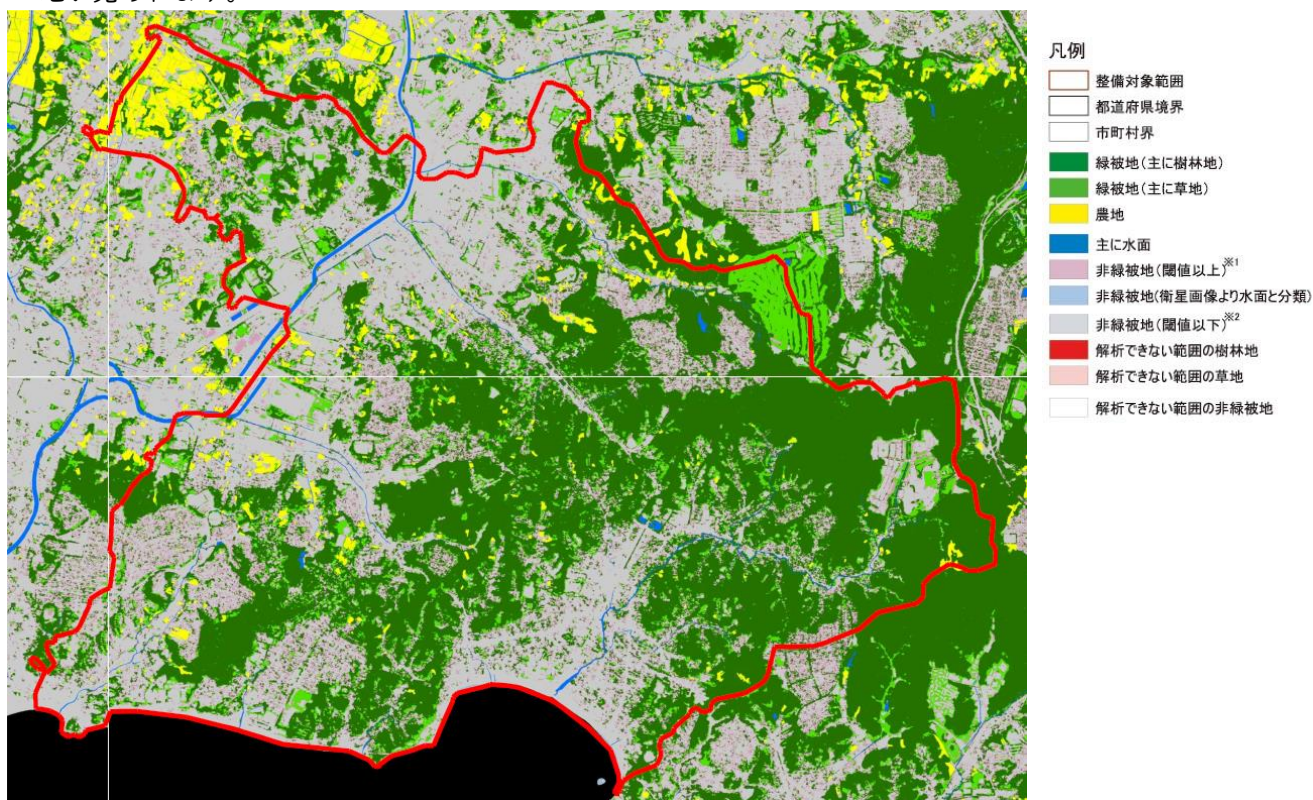 凡例
整備対象範囲
都道府県境界
市町村界
緑被地(主に樹林地)
緑被地(主に草地)
農地
主に水面
非緑被地(閾値以上)※1
非緑被地(衛星画像より水面と分類)
非緑被地(閾値以下)※2
解析できない範囲の樹林地
解析できない範囲の草地
解析できない範囲の非緑被地